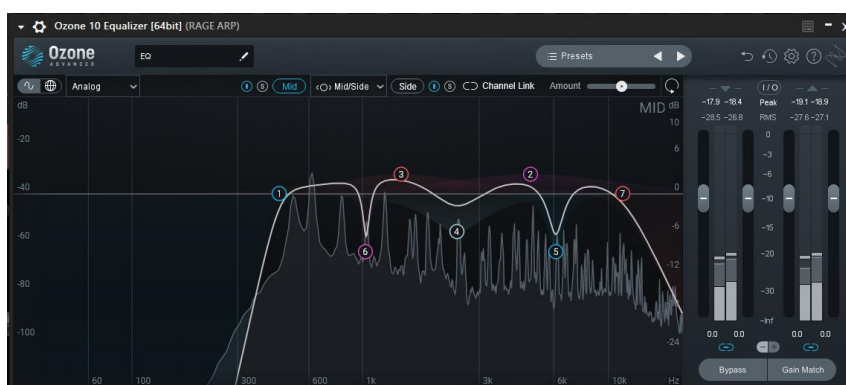 Ozone 10 Equalizer [64bit] (RAGE ARP)
Ozone
ADVANCED
EQ
Presets
Analog
S
Mid
Mid/Side
Side
S
Channel Link
Amount
dB
MID dB
10
6
0
-6
-12
-24
-20
-40
-60
-80
-100
1
2
3
4
5
6
7
60
100
300
600
1k
3k
6k
10k
Hz
I/O
-17.9 -18.4
Peak
-19.1 -18.9
-28.5 -26.8
RMS
-27.6 -27.1
0
-3
-6
-10
-15
-20
-30
-Inf
0.0 0.0
0.0 0.0
Bypass
Gain Match